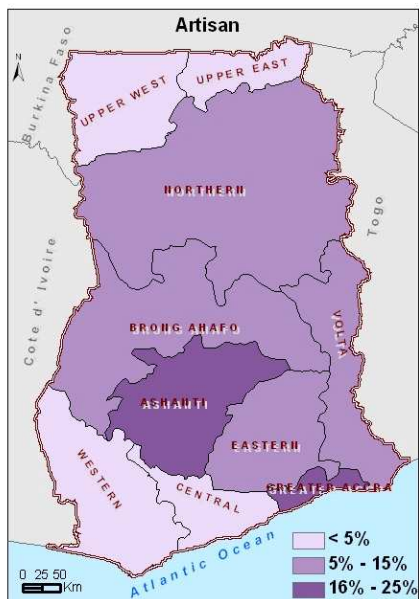 Artisan
N
Burkina Faso
UPPER WEST
UPPER EAST
NORTHERN
Togo
Cote d' Ivoire
BRONG AHAFO
VOLTA
ASHANTI
EASTERN
WESTERN
CENTRAL
GREATER ACCRA
Atlantic Ocean
< 5%
5% - 15%
16% - 25%
0 25 50
Km